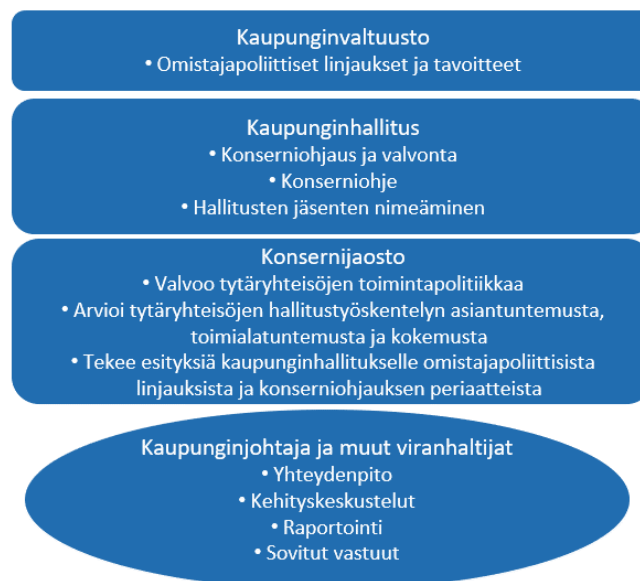 Kaupunginvaltuusto
• Omistajapoliittiset linjaukset ja tavoitteet
Kaupunginhallitus
• Konserniohjaus ja valvonta
• Konserniohje
• Hallitusten jäsenten nimeäminen
Konsernijaosto
• Valvoo tytäryhteisöjen toimintapolitiikkaa
• Arvioi tytäryhteisöjen hallitustyöskentelyn asiantuntemusta,
toimialatuntemusta ja kokemusta
• Tekee esityksiä kaupunginhallitukselle omistajapoliittisista
linjauksista ja konserniohjauksen periaatteista
Kaupunginjohtaja ja muut viranhaltijat
• Yhteydenpito
• Kehityskeskustelut
• Raportointi
• Sovitut vastuut